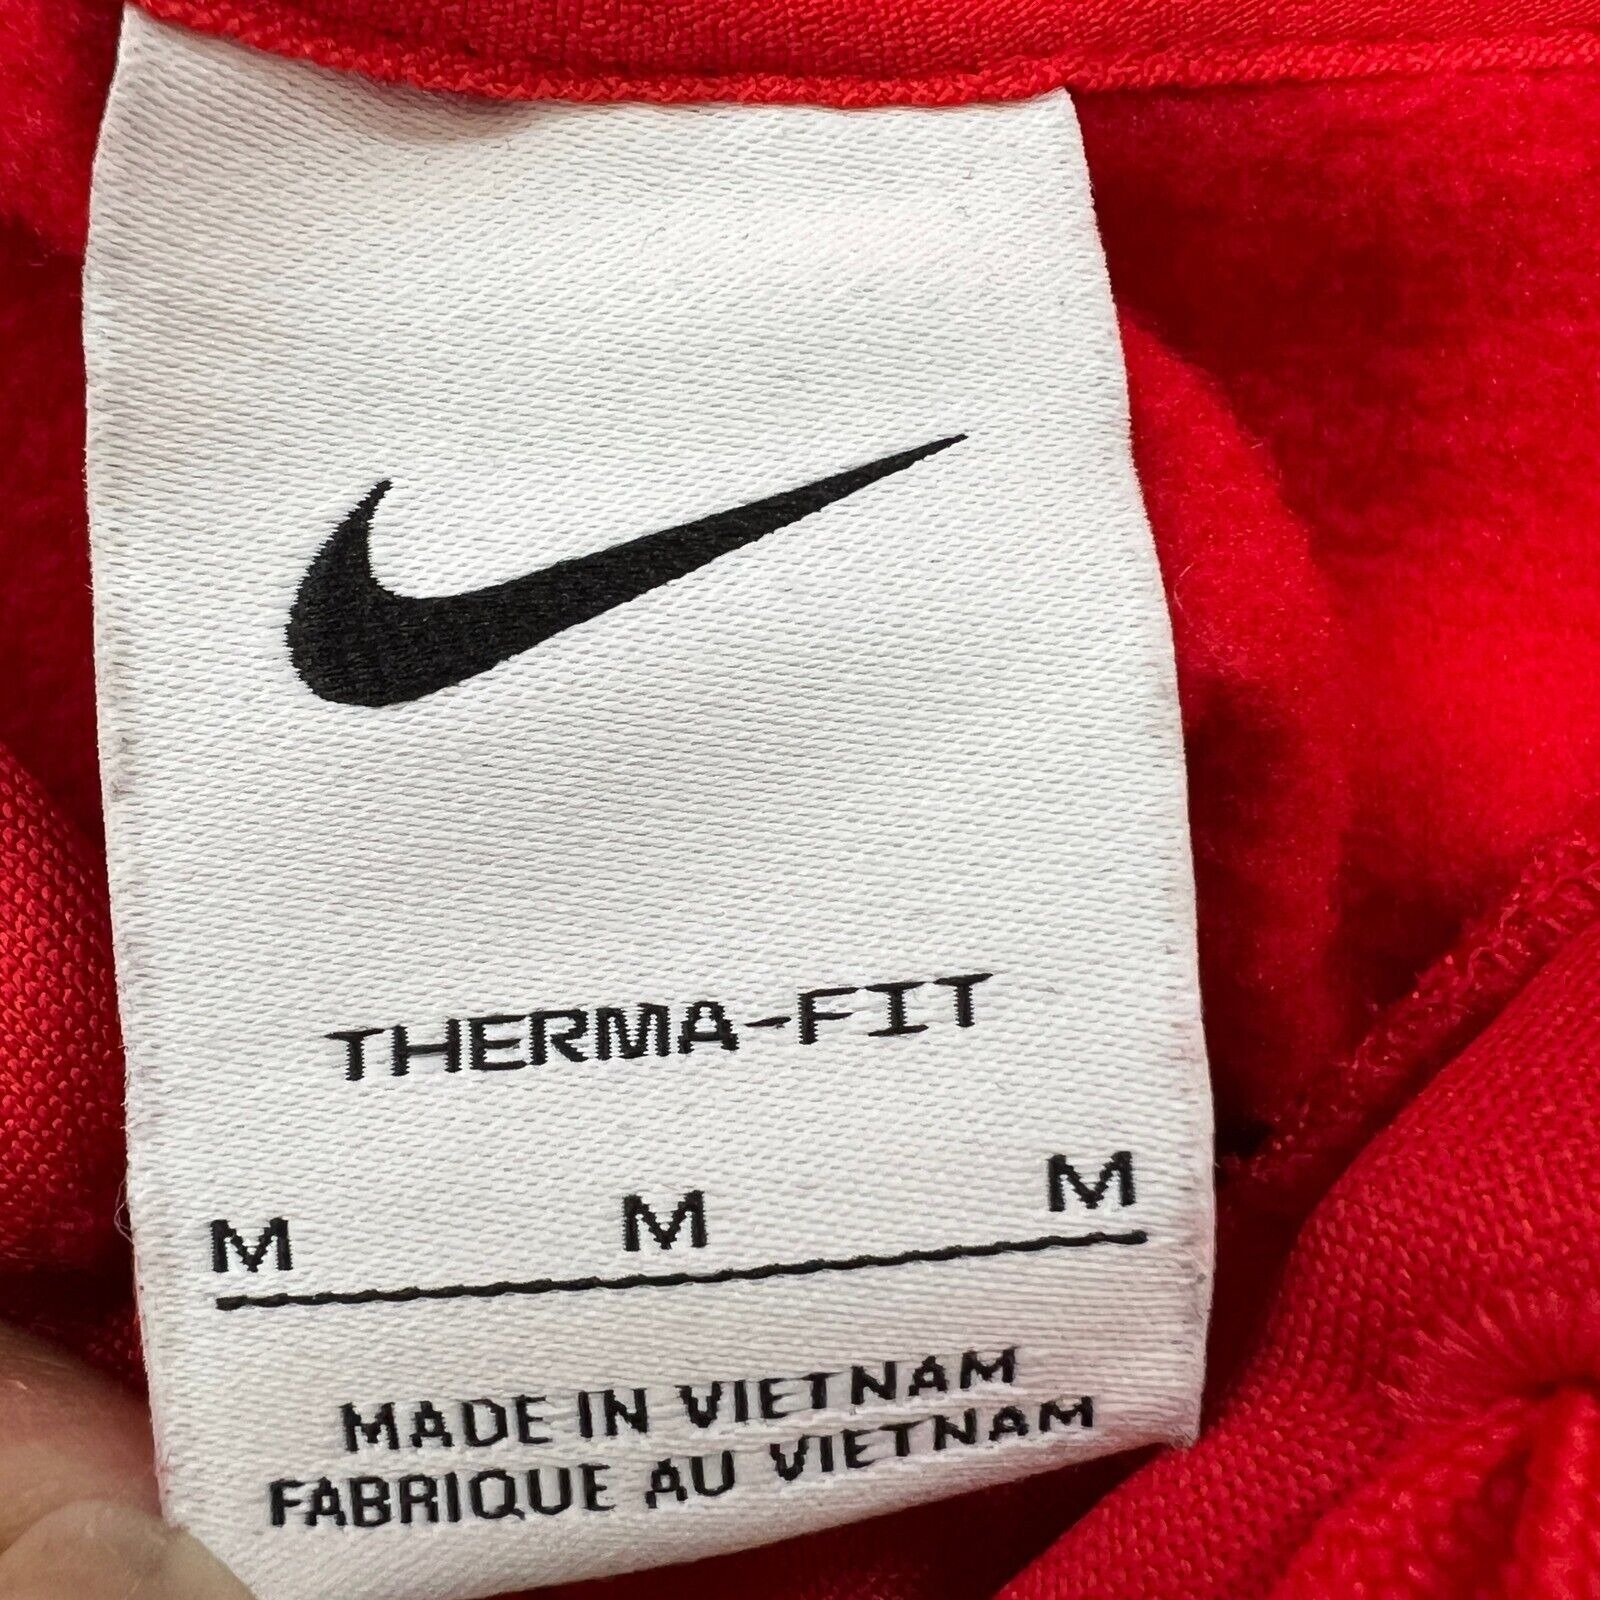 THERMA-FIT
M M M
MADE IN VIETNAM
FABRIQUE AU VIETNAM